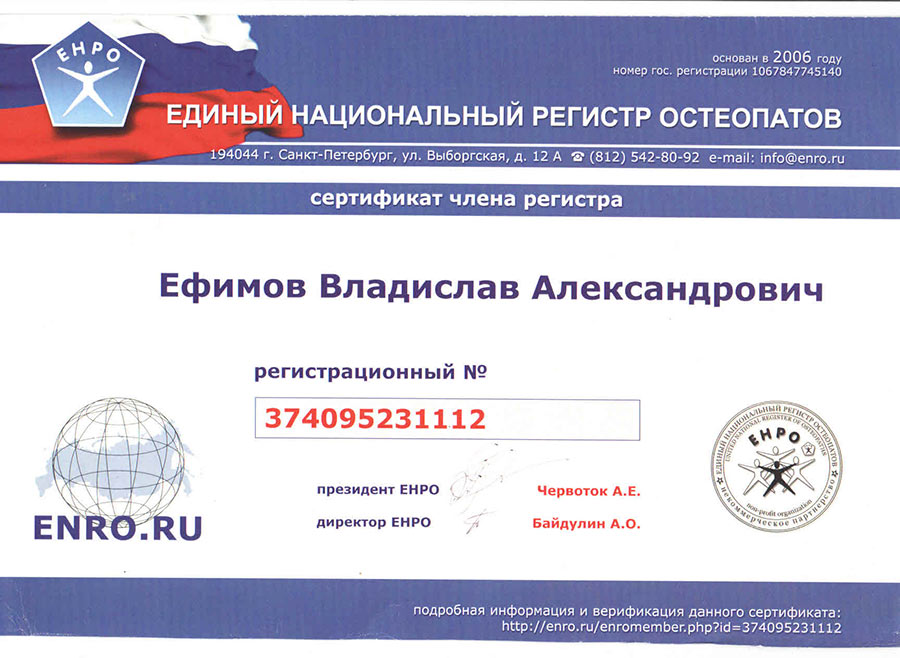 ЕНРО
основан в 2006 году
номер гос. регистрации 1067847745140
ЕДИНЫЙ НАЦИОНАЛЬНЫЙ РЕГИСТР ОСТЕОПАТОВ
194044 г. Санкт-Петербург, ул. Выборгская, д. 12 А ☎ (812) 542-80-92 e-mail: info@enro.ru
сертификат члена регистра
Ефимов Владислав Александрович
регистрационный №
374095231112
президент ЕНРО Червоток А.Е.
директор ЕНРО Байдулин А.О.
ENRO.RU
ЕДИНЫЙ НАЦИОНАЛЬНЫЙ РЕГИСТР ОСТЕОПАТОВ
UNITED NATIONAL REGISTER OF OSTEOPATHS
ЕНРО
non-profit organization
некоммерческое партнерство
подробная информация и верификация данного сертификата:
http://enro.ru/enromember.php?id=374095231112